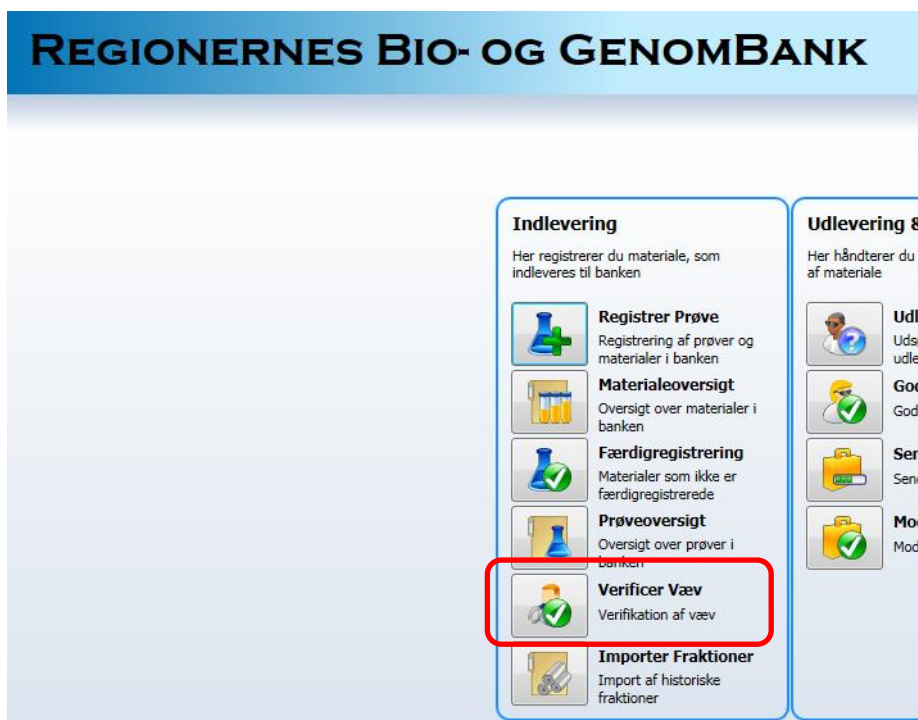 REGIONERNES BIO- OG GENOMBANK
Indlevering
Her registrerer du materiale, som
indleveres til banken
Registrer Prøve
Registrering af prøver og
materialer i banken
Materialeoversigt
Oversigt over materialer i
banken
Færdigregistrering
Materialer som ikke er
færdigregistrerede
Prøveoversigt
Oversigt over prøver i
banken
Verificer Væv
Verifikation af væv
Importer Fraktioner
Import af historiske
fraktioner
Udlevering &
Her håndterer du
af materiale